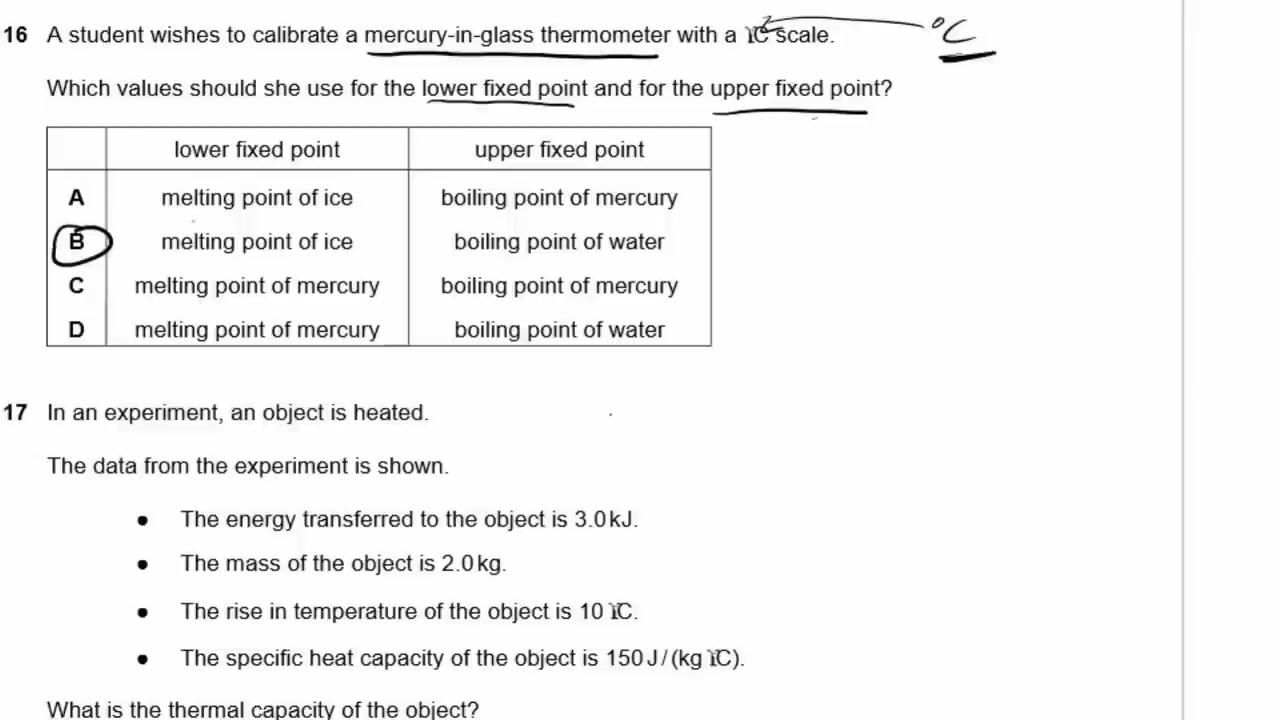 16 A student wishes to calibrate a mercury-in-glass thermometer with a ℃ scale. °C
Which values should she use for the lower fixed point and for the upper fixed point?
lower fixed point upper fixed point
A melting point of ice boiling point of mercury
B melting point of ice boiling point of water
C melting point of mercury boiling point of mercury
D melting point of mercury boiling point of water
17 In an experiment, an object is heated.
The data from the experiment is shown.
• The energy transferred to the object is 3.0 kJ.
• The mass of the object is 2.0 kg.
• The rise in temperature of the object is 10 ℃.
• The specific heat capacity of the object is 150 J/(kg ℃).
What is the thermal capacity of the object?